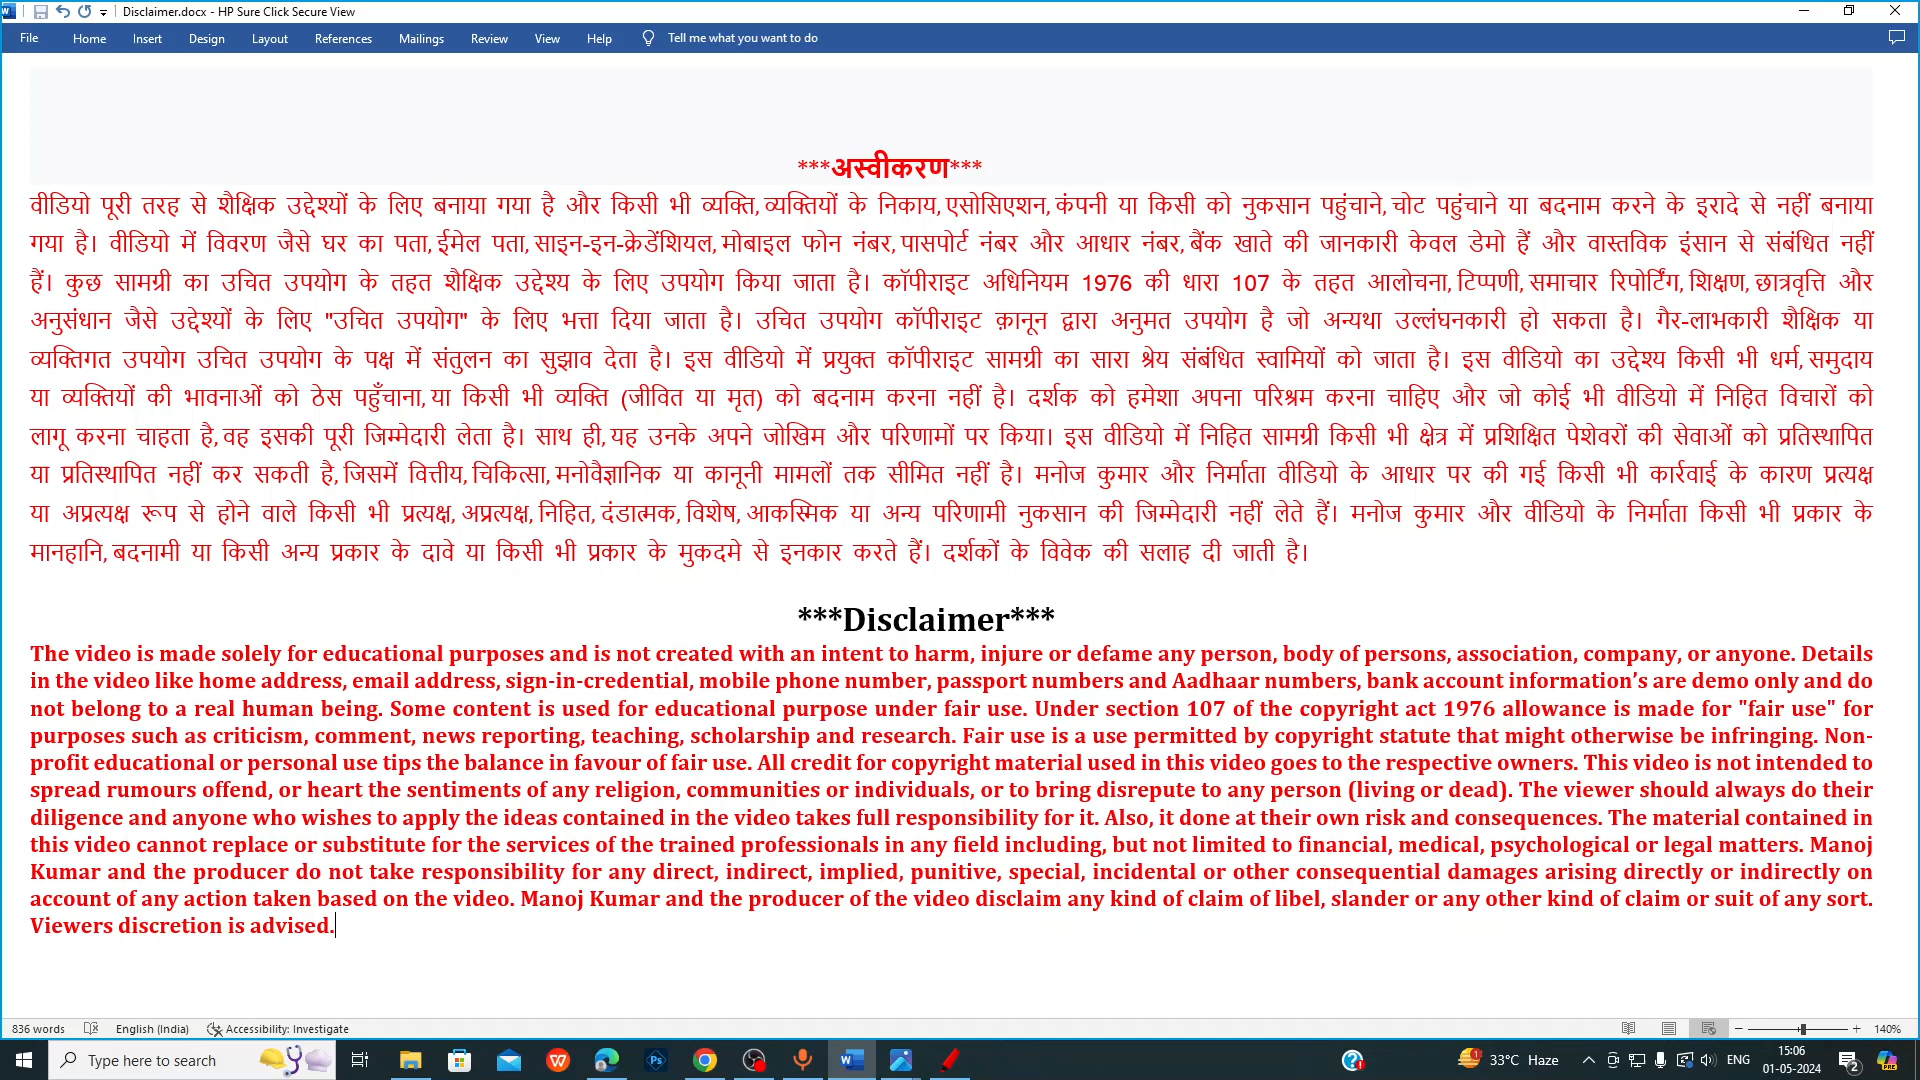 Disclaimer.docx - HP Sure Click Secure View
File Home Insert Design Layout References Mailings Review View Help Tell me what you want to do
***अस्वीकरण***
वीडियो पूरी तरह से शैक्षिक उद्देश्यों के लिए बनाया गया है और किसी भी व्यक्ति, व्यक्तियों के निकाय, एसोसिएशन, कंपनी या किसी को नुकसान पहुंचाने, चोट पहुंचाने या बदनाम करने के इरादे से नहीं बनाया
गया है। वीडियो में विवरण जैसे घर का पता, ईमेल पता, साइन-इन-क्रेडेंशियल, मोबाइल फोन नंबर, पासपोर्ट नंबर और आधार नंबर, बैंक खाते की जानकारी केवल डेमो हैं और वास्तविक इंसान से संबंधित नहीं
हैं। कुछ सामग्री का उचित उपयोग के तहत शैक्षिक उद्देश्य के लिए उपयोग किया जाता है। कॉपीराइट अधिनियम 1976 की धारा 107 के तहत आलोचना, टिप्पणी, समाचार रिपोर्टिंग, शिक्षण, छात्रवृत्ति और
अनुसंधान जैसे उद्देश्यों के लिए "उचित उपयोग" के लिए भत्ता दिया जाता है। उचित उपयोग कॉपीराइट क़ानून द्वारा अनुमत उपयोग है जो अन्यथा उल्लंघनकारी हो सकता है। गैर-लाभकारी शैक्षिक या
व्यक्तिगत उपयोग उचित उपयोग के पक्ष में संतुलन का सुझाव देता है। इस वीडियो में प्रयुक्त कॉपीराइट सामग्री का सारा श्रेय संबंधित स्वामियों को जाता है। इस वीडियो का उद्देश्य किसी भी धर्म, समुदाय
या व्यक्तियों की भावनाओं को ठेस पहुँचाना, या किसी भी व्यक्ति (जीवित या मृत) को बदनाम करना नहीं है। दर्शक को हमेशा अपना परिश्रम करना चाहिए और जो कोई भी वीडियो में निहित विचारों को
लागू करना चाहता है, वह इसकी पूरी जिम्मेदारी लेता है। साथ ही, यह उनके अपने जोखिम और परिणामों पर किया। इस वीडियो में निहित सामग्री किसी भी क्षेत्र में प्रशिक्षित पेशेवरों की सेवाओं को प्रतिस्थापित
या प्रतिस्थापित नहीं कर सकती है, जिसमें वित्तीय, चिकित्सा, मनोवैज्ञानिक या कानूनी मामलों तक सीमित नहीं है। मनोज कुमार और निर्माता वीडियो के आधार पर की गई किसी भी कार्रवाई के कारण प्रत्यक्ष
या अप्रत्यक्ष रूप से होने वाले किसी भी प्रत्यक्ष, अप्रत्यक्ष, निहित, दंडात्मक, विशेष, आकस्मिक या अन्य परिणामी नुकसान की जिम्मेदारी नहीं लेते हैं। मनोज कुमार और वीडियो के निर्माता किसी भी प्रकार के
मानहानि, बदनामी या किसी अन्य प्रकार के दावे या किसी भी प्रकार के मुकदमे से इनकार करते हैं। दर्शकों के विवेक की सलाह दी जाती है।
***Disclaimer***
The video is made solely for educational purposes and is not created with an intent to harm, injure or defame any person, body of persons, association, company, or anyone. Details
in the video like home address, email address, sign-in-credential, mobile phone number, passport numbers and Aadhaar numbers, bank account information’s are demo only and do
not belong to a real human being. Some content is used for educational purpose under fair use. Under section 107 of the copyright act 1976 allowance is made for "fair use" for
purposes such as criticism, comment, news reporting, teaching, scholarship and research. Fair use is a use permitted by copyright statute that might otherwise be infringing. Non-
profit educational or personal use tips the balance in favour of fair use. All credit for copyright material used in this video goes to the respective owners. This video is not intended to
spread rumours offend, or heart the sentiments of any religion, communities or individuals, or to bring disrepute to any person (living or dead). The viewer should always do their
diligence and anyone who wishes to apply the ideas contained in the video takes full responsibility for it. Also, it done at their own risk and consequences. The material contained in
this video cannot replace or substitute for the services of the trained professionals in any field including, but not limited to financial, medical, psychological or legal matters. Manoj
Kumar and the producer do not take responsibility for any direct, indirect, implied, punitive, special, incidental or other consequential damages arising directly or indirectly on
account of any action taken based on the video. Manoj Kumar and the producer of the video disclaim any kind of claim of libel, slander or any other kind of claim or suit of any sort.
Viewers discretion is advised.
836 words English (India) Accessibility: Investigate 140%
Type here to search 33°C Haze ENG 15:06
01-05-2024 2